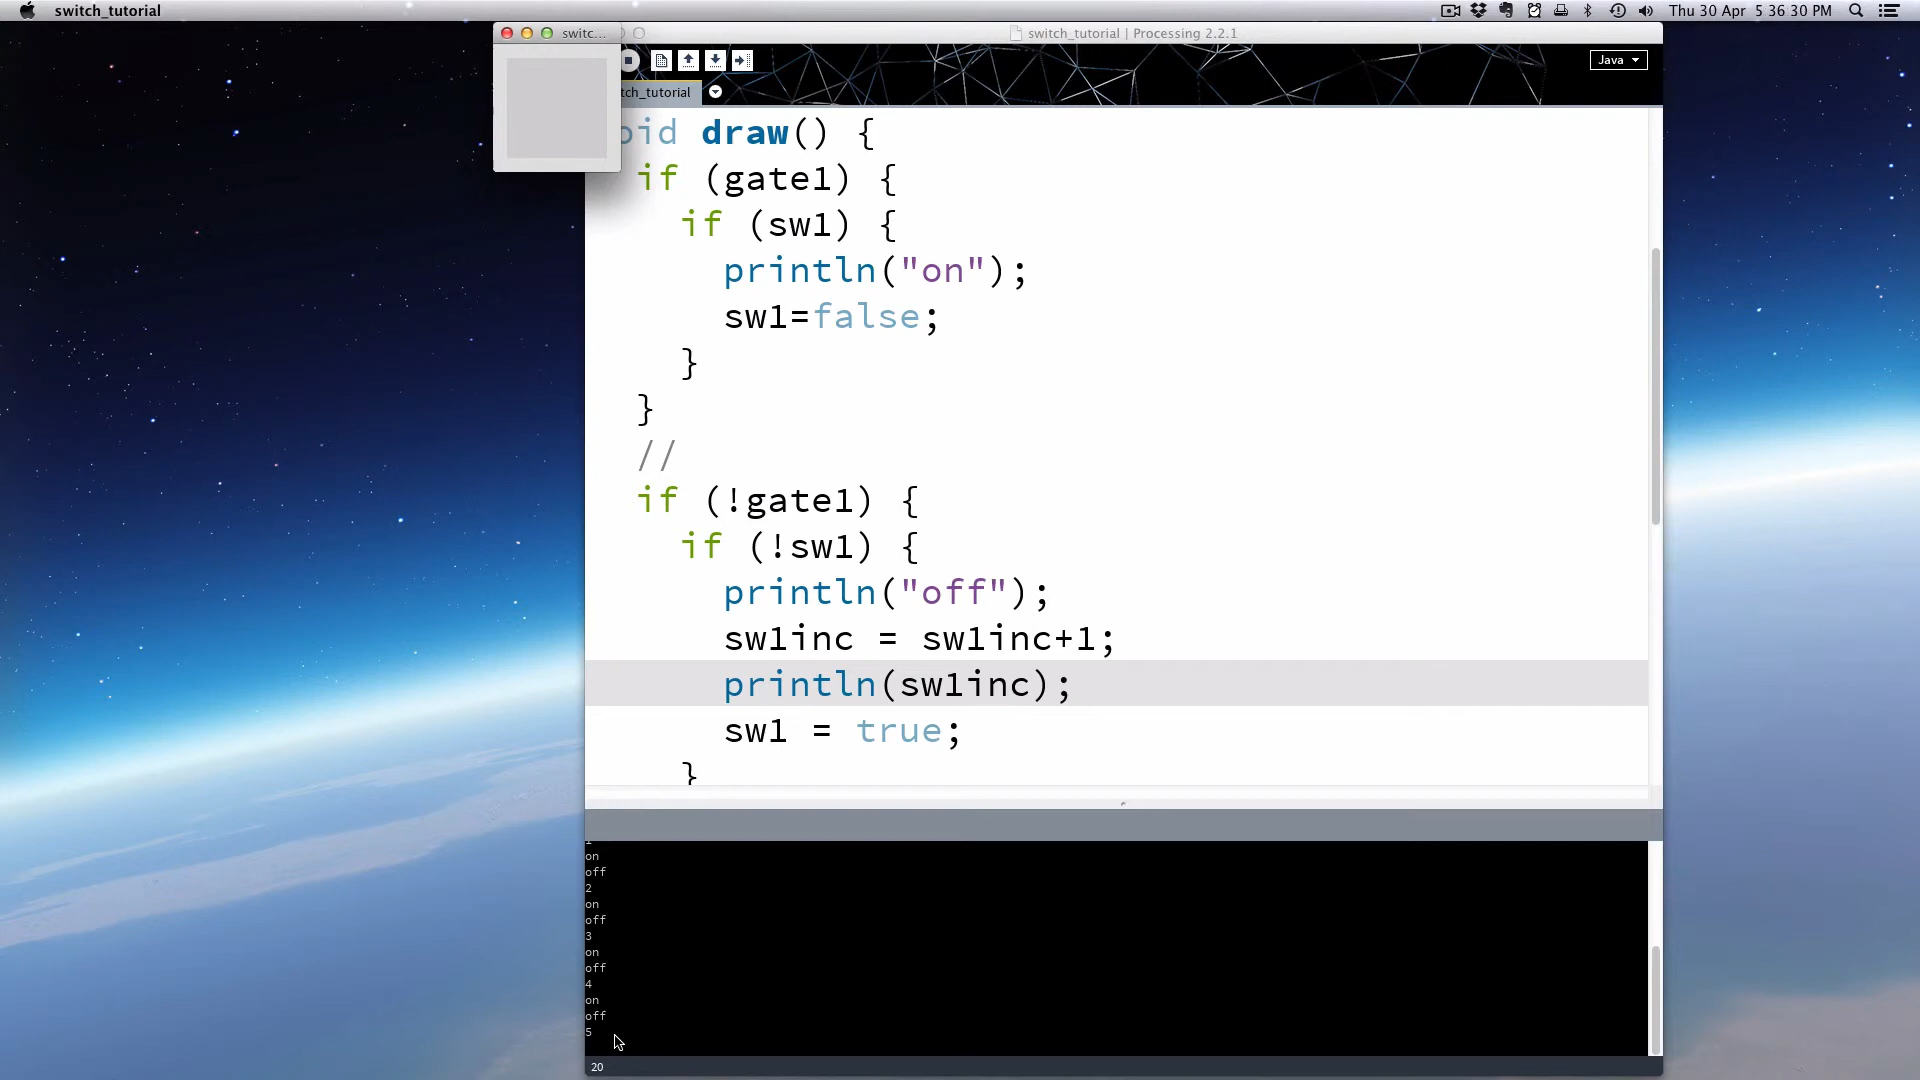 switch_tutorial
Thu 30 Apr 5 36 30 PM
switc...
switch_tutorial | Processing 2.2.1
Java
tch_tutorial
oid draw() {
if (gate1) {
if (sw1) {
println("on");
sw1=false;
}
}
//
if (!gate1) {
if (!sw1) {
println("off");
sw1inc = sw1inc+1;
println(sw1inc);
sw1 = true;
}
on
off
2
on
off
3
on
off
4
on
off
5
20